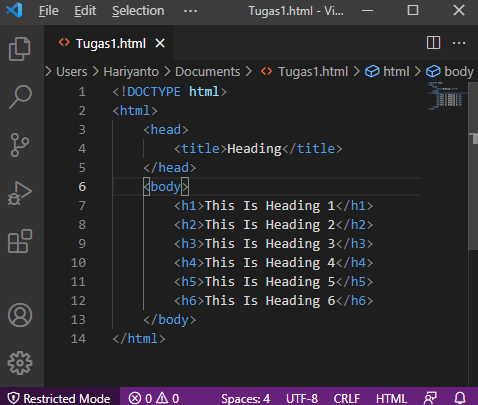 Tugas1.html - Vi...
Tugas1.html
Users > Hariyanto > Documents > Tugas1.html > html > body
1 <!DOCTYPE html>
2 <html>
3 <head>
4 <title>Heading</title>
5 </head>
6 <body>
7 <h1>This Is Heading 1</h1>
8 <h2>This Is Heading 2</h2>
9 <h3>This Is Heading 3</h3>
10 <h4>This Is Heading 4</h4>
11 <h5>This Is Heading 5</h5>
12 <h6>This Is Heading 6</h6>
13 </body>
14 </html>
Restricted Mode 0 0 Spaces: 4 UTF-8 CRLF HTML